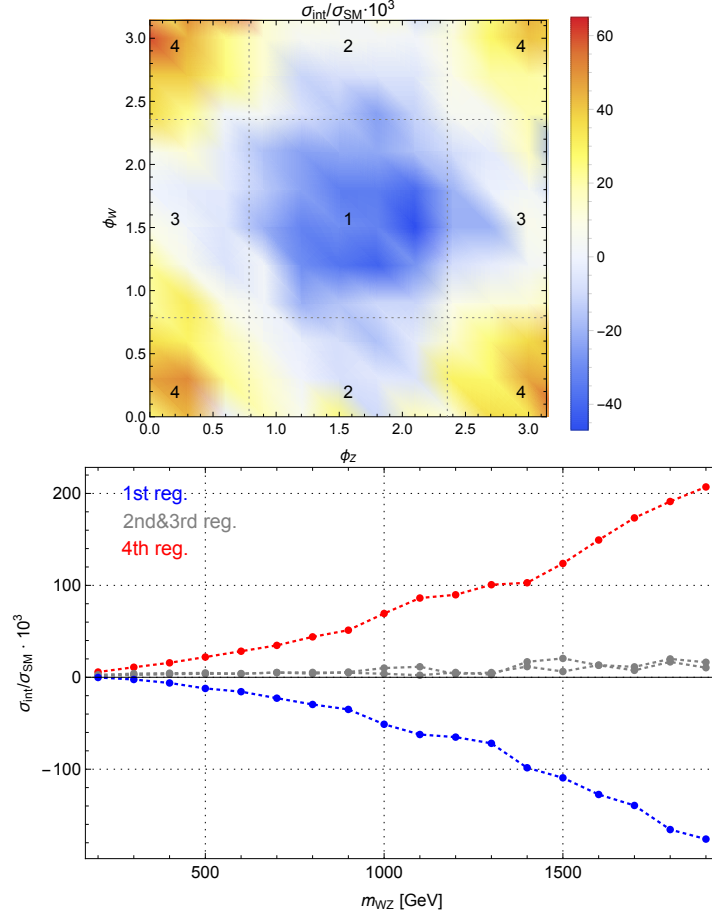 σint/σSM·10³
4 2 4
3 1 3
4 2 4
3.0
2.5
2.0
1.5
1.0
0.5
0.0
ϕW
0.0 0.5 1.0 1.5 2.0 2.5 3.0
ϕZ
60
40
20
0
-20
-40
1st reg.
2nd&3rd reg.
4th reg.
200
100
0
-100
σint/σSM · 10³
500 1000 1500
mWZ [GeV]